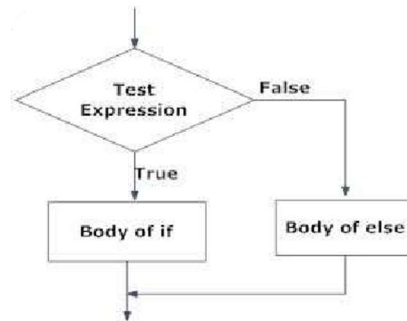 Test
Expression
False
True
Body of if
Body of else